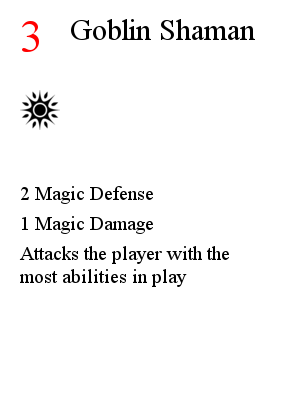 3 Goblin Shaman
2 Magic Defense
1 Magic Damage
Attacks the player with the
most abilities in play